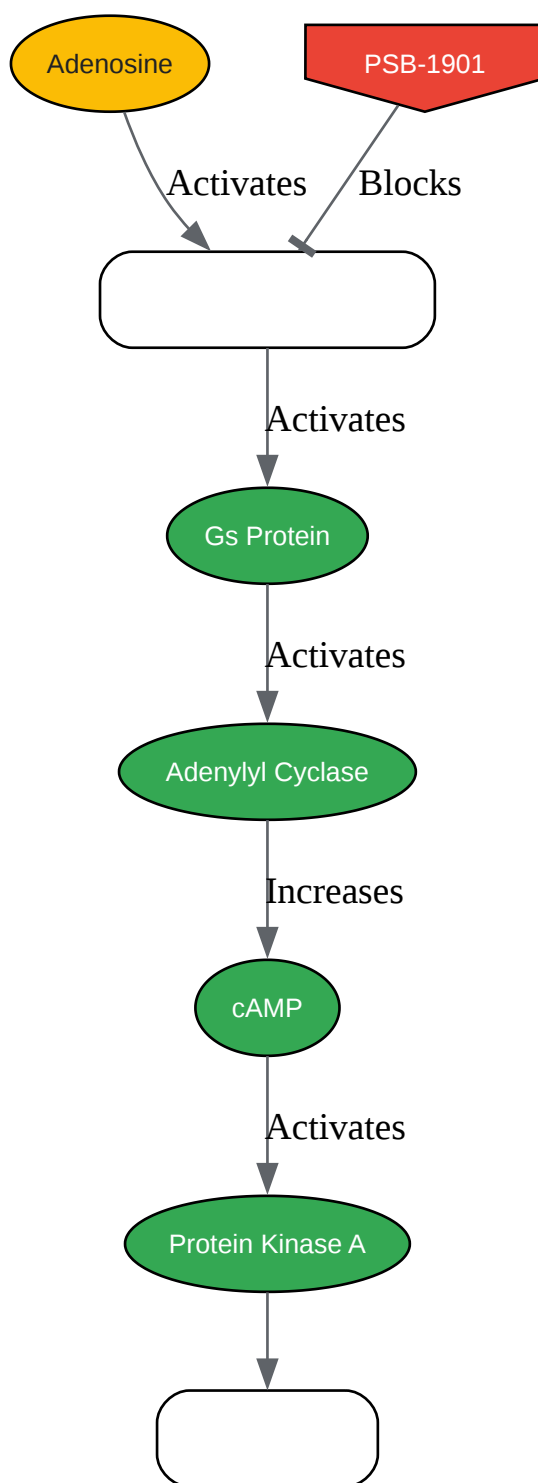 Adenosine
PSB-1901
Activates
Blocks
Activates
Gs Protein
Activates
Adenylyl Cyclase
Increases
cAMP
Activates
Protein Kinase A